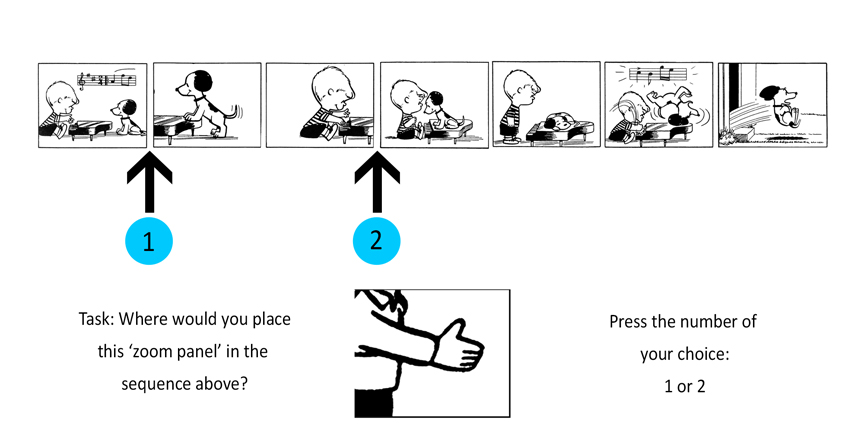 1
2
Task: Where would you place
this ‘zoom panel’ in the
sequence above?
Press the number of
your choice:
1 or 2